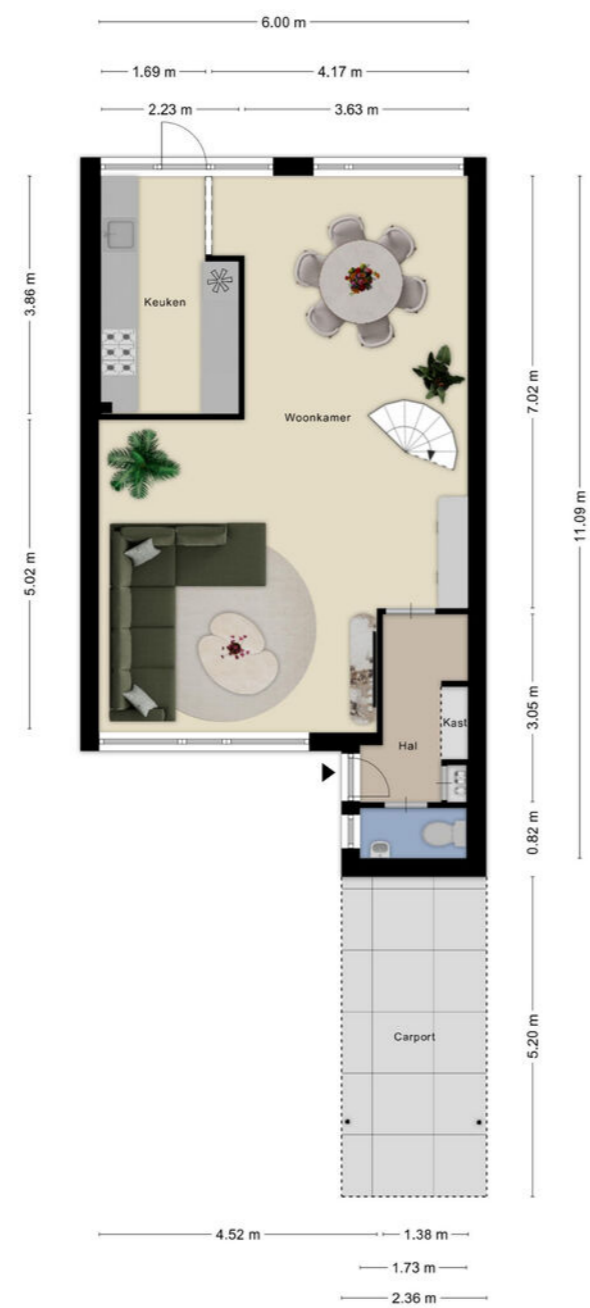 6.00 m
1.69 m
4.17 m
2.23 m
3.63 m
3.86 m
Keuken
7.02 m
Woonkamer
11.09 m
5.02 m
3.05 m
Kast
Hal
0.82 m
Carport
5.20 m
4.52 m
1.38 m
1.73 m
2.36 m